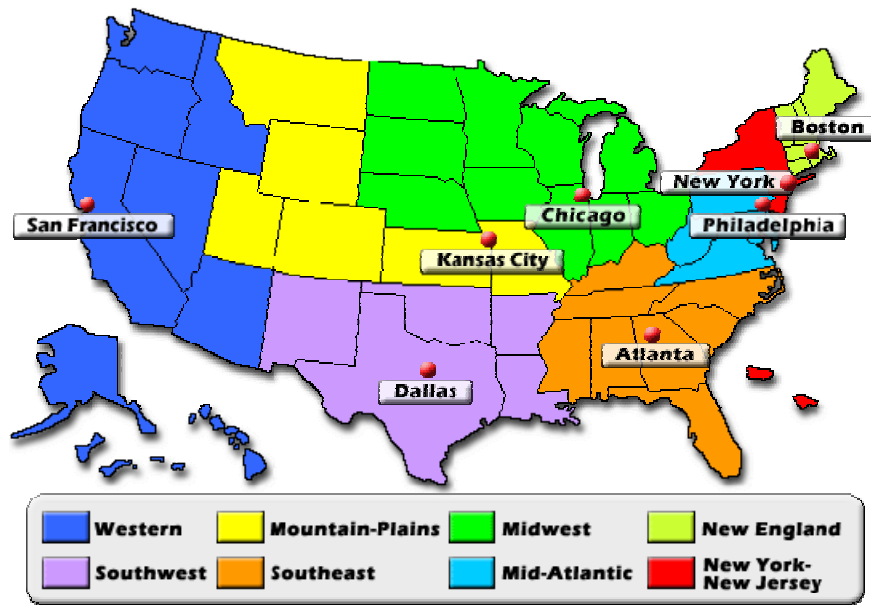 Boston
New York
Chicago
San Francisco
Philadelphia
Kansas City
Atlanta
Dallas
Western
Mountain-Plains
Midwest
New England
Southwest
Southeast
Mid-Atlantic
New York-
New Jersey